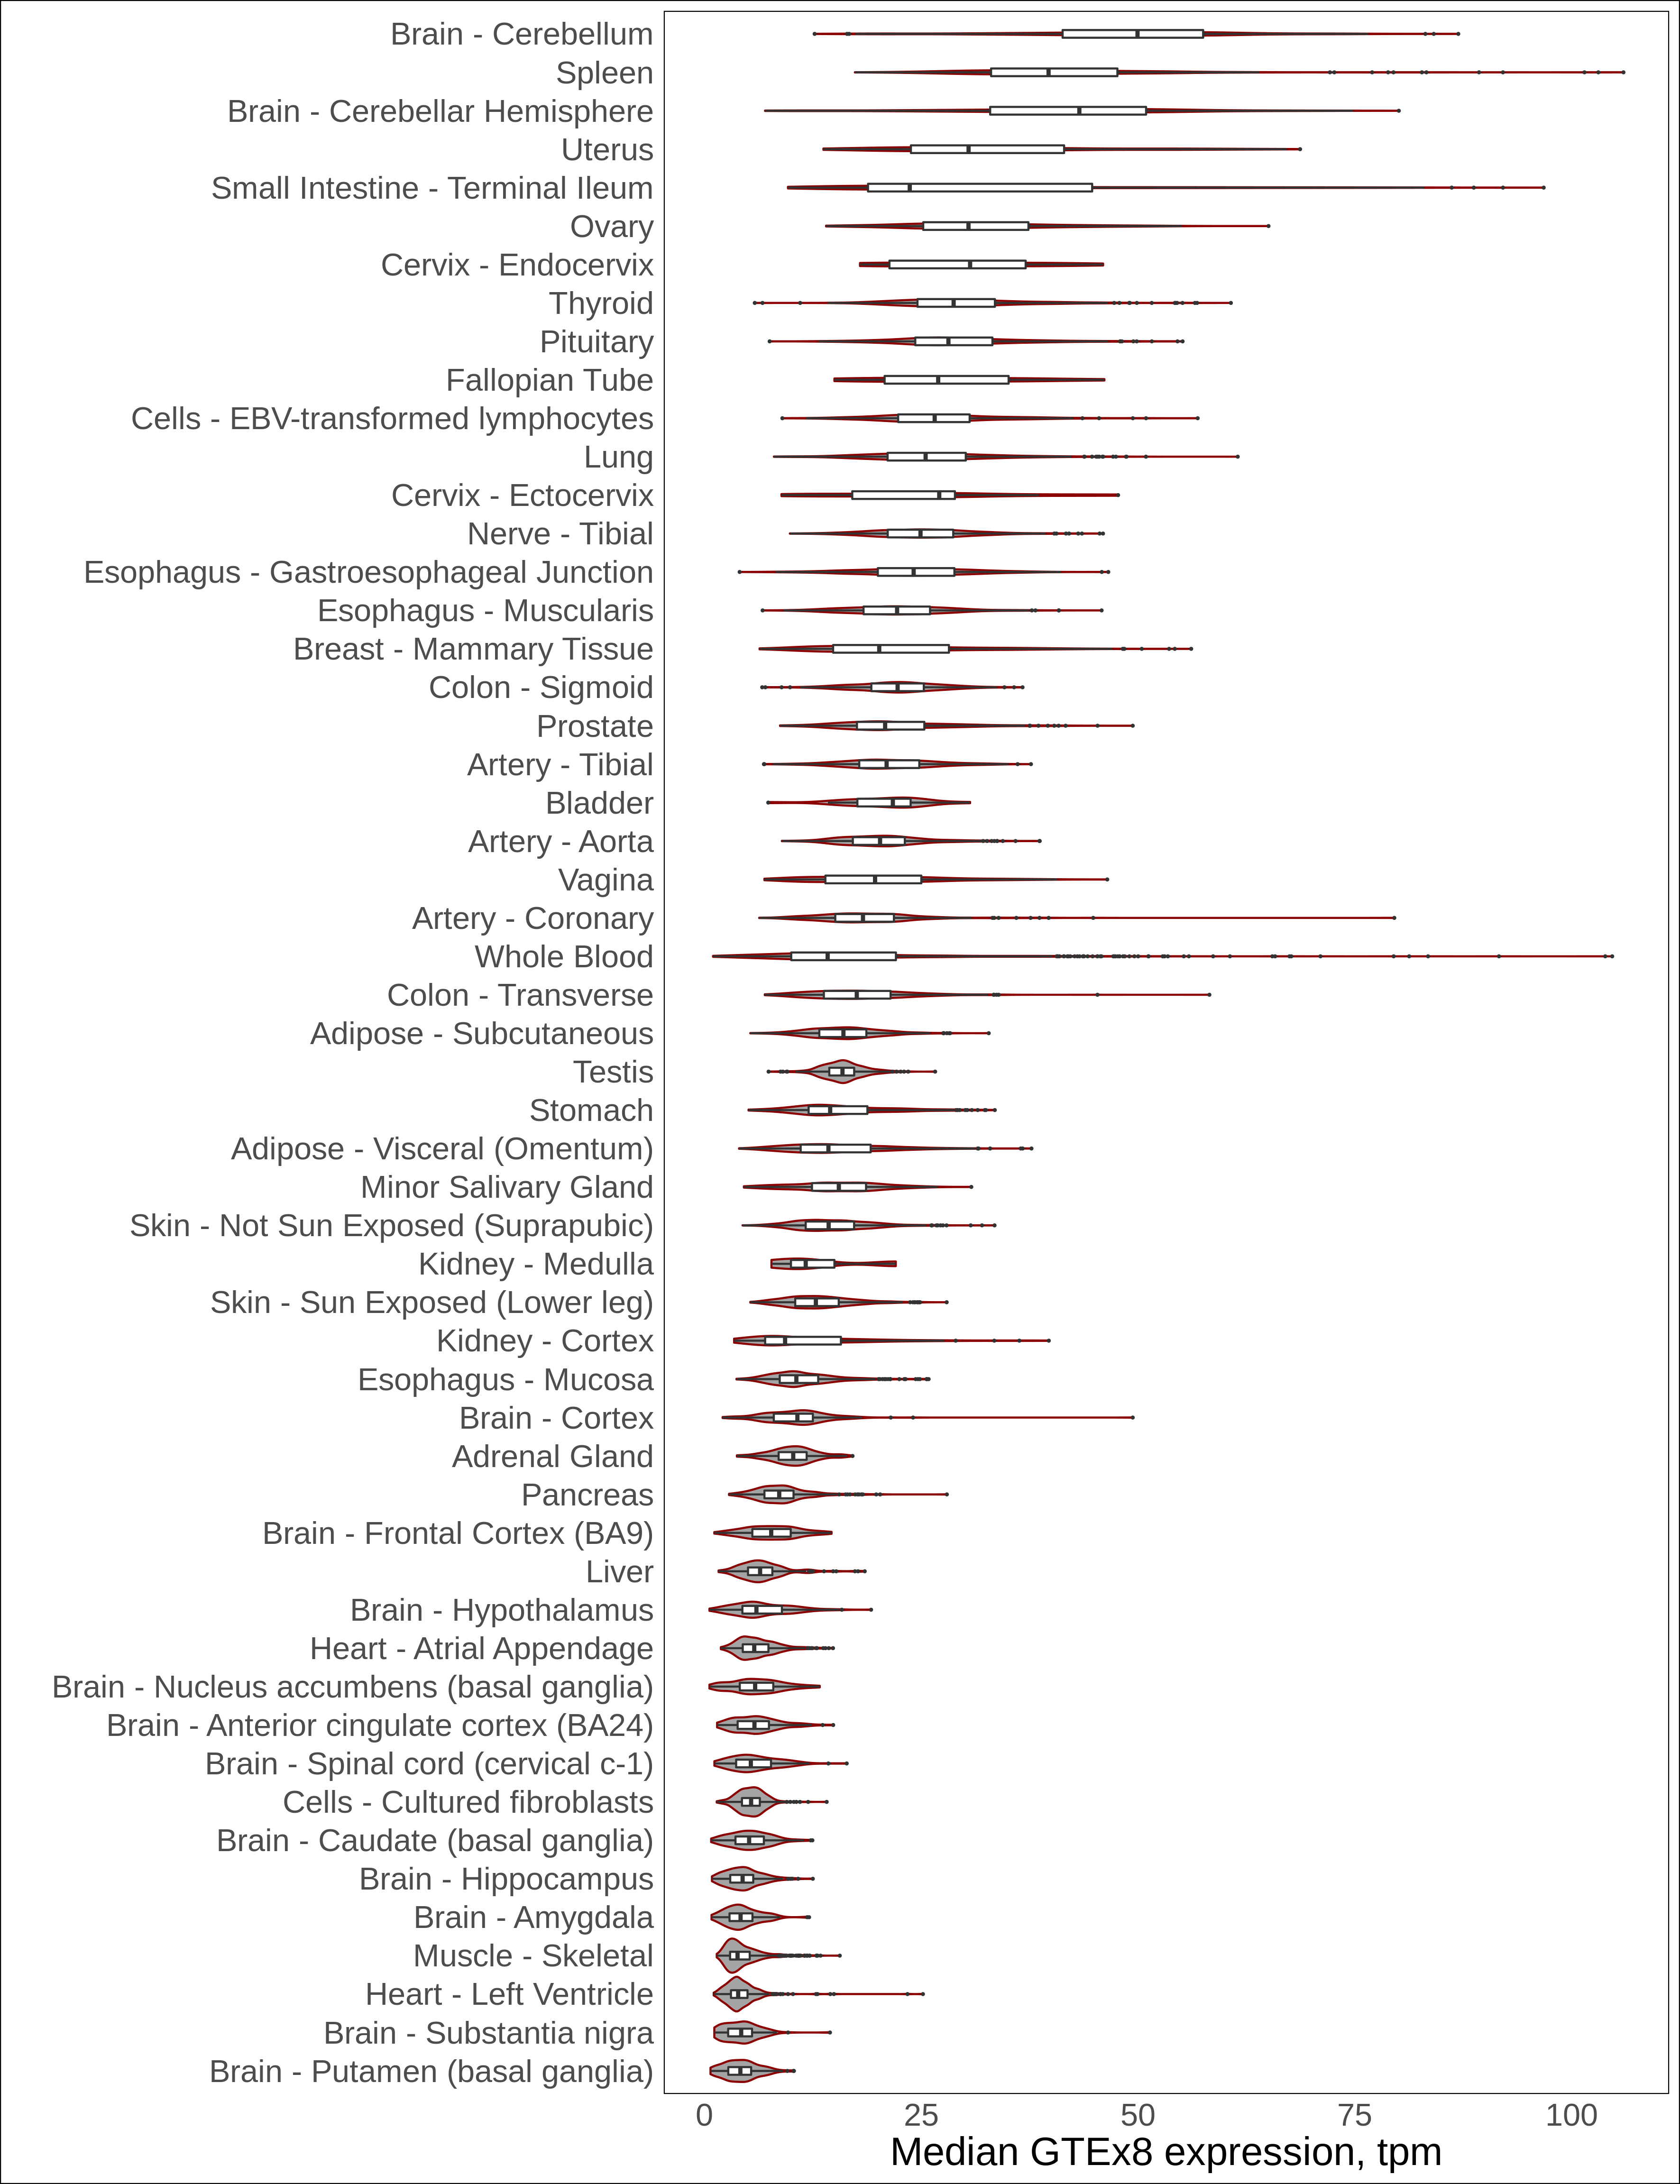 Brain - Cerebellum
Spleen
Brain - Cerebellar Hemisphere
Uterus
Small Intestine - Terminal Ileum
Ovary
Cervix - Endocervix
Thyroid
Pituitary
Fallopian Tube
Cells - EBV-transformed lymphocytes
Lung
Cervix - Ectocervix
Nerve - Tibial
Esophagus - Gastroesophageal Junction
Esophagus - Muscularis
Breast - Mammary Tissue
Colon - Sigmoid
Prostate
Artery - Tibial
Bladder
Artery - Aorta
Vagina
Artery - Coronary
Whole Blood
Colon - Transverse
Adipose - Subcutaneous
Testis
Stomach
Adipose - Visceral (Omentum)
Minor Salivary Gland
Skin - Not Sun Exposed (Suprapubic)
Kidney - Medulla
Skin - Sun Exposed (Lower leg)
Kidney - Cortex
Esophagus - Mucosa
Brain - Cortex
Adrenal Gland
Pancreas
Brain - Frontal Cortex (BA9)
Liver
Brain - Hypothalamus
Heart - Atrial Appendage
Brain - Nucleus accumbens (basal ganglia)
Brain - Anterior cingulate cortex (BA24)
Brain - Spinal cord (cervical c-1)
Cells - Cultured fibroblasts
Brain - Caudate (basal ganglia)
Brain - Hippocampus
Brain - Amygdala
Muscle - Skeletal
Heart - Left Ventricle
Brain - Substantia nigra
Brain - Putamen (basal ganglia)
0 25 50 75 100
Median GTEx8 expression, tpm